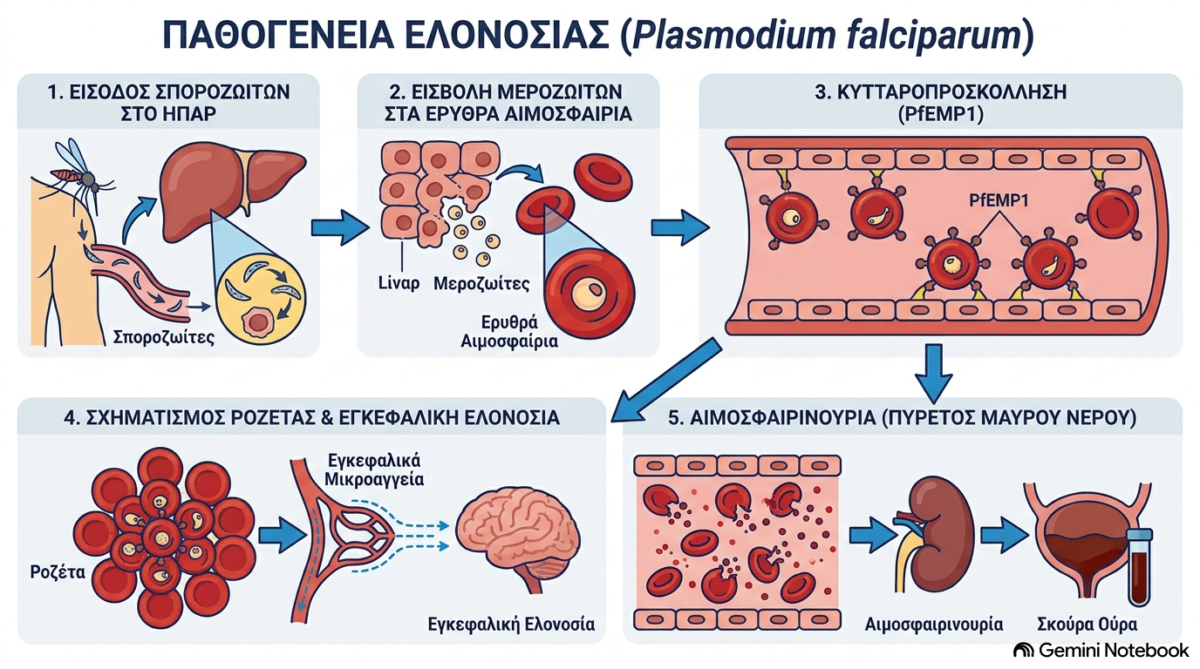 ΠΑΘΟΓΕΝΕΙΑ ΕΛΟΝΟΣΙΑΣ (Plasmodium falciparum)
1. ΕΙΣΟΔΟΣ ΣΠΟΡΟΖΩΙΤΩΝ
ΣΤΟ ΗΠΑΡ
Σποροζωίτες
2. ΕΙΣΒΟΛΗ ΜΕΡΟΖΩΙΤΩΝ
ΣΤΑ ΕΡΥΘΡΑ ΑΙΜΟΣΦΑΙΡΙΑ
Lίναρ
Μεροζωίτες
Ερυθρά
Αιμοσφαίρια
3. ΚΥΤΤΑΡΟΠΡΟΣΚΟΛΛΗΣΗ
(PfEMP1)
PfEMP1
4. ΣΧΗΜΑΤΙΣΜΟΣ ΡΟΖΕΤΑΣ & ΕΓΚΕΦΑΛΙΚΗ ΕΛΟΝΟΣΙΑ
Ροζέτα
Εγκεφαλικά
Μικροαγγεία
Εγκεφαλική Ελονοσία
5. ΑΙΜΟΣΦΑΙΡΙΝΟΥΡΙΑ (ΠΥΡΕΤΟΣ ΜΑΥΡΟΥ ΝΕΡΟΥ)
Αιμοσφαιρινουρία
Σκούρα Ούρα
Gemini Notebook